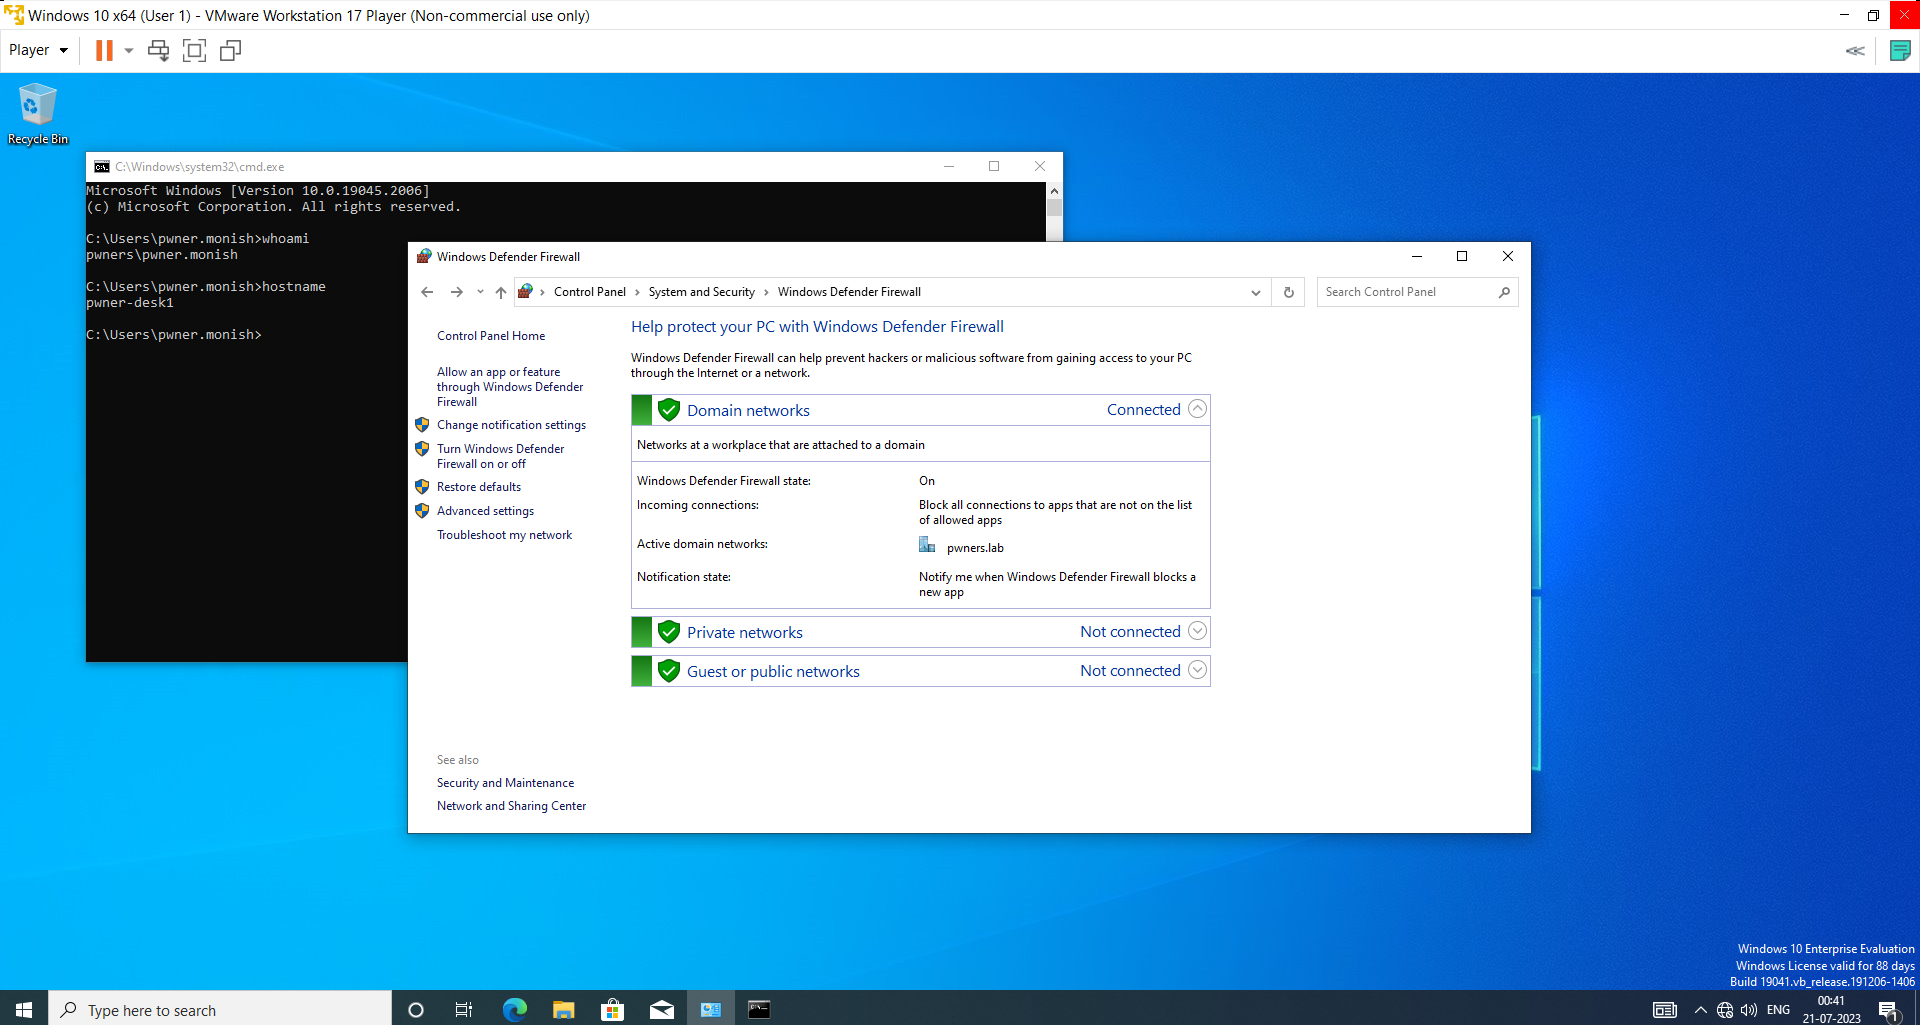 Windows 10 x64 (User 1) - VMware Workstation 17 Player (Non-commercial use only)
Player
Recycle Bin
C:\Windows\system32\cmd.exe
Microsoft Windows [Version 10.0.19045.2006]
(c) Microsoft Corporation. All rights reserved.
C:\Users\pwner.monish>whoami
pwners\pwner.monish
C:\Users\pwner.monish>hostname
pwner-desk1
C:\Users\pwner.monish>
Windows Defender Firewall
Control Panel > System and Security > Windows Defender Firewall
Search Control Panel
Control Panel Home
Allow an app or feature
through Windows Defender
Firewall
Change notification settings
Turn Windows Defender
Firewall on or off
Restore defaults
Advanced settings
Troubleshoot my network
See also
Security and Maintenance
Network and Sharing Center
Help protect your PC with Windows Defender Firewall
Windows Defender Firewall can help prevent hackers or malicious software from gaining access to your PC
through the Internet or a network.
Domain networks Connected
Networks at a workplace that are attached to a domain
Windows Defender Firewall state: On
Incoming connections: Block all connections to apps that are not on the list
of allowed apps
Active domain networks: pwners.lab
Notification state: Notify me when Windows Defender Firewall blocks a
new app
Private networks Not connected
Guest or public networks Not connected
Windows 10 Enterprise Evaluation
Windows License valid for 88 days
Build 19041.vb_release.191206-1406
Type here to search
ENG
00:41
21-07-2023
1